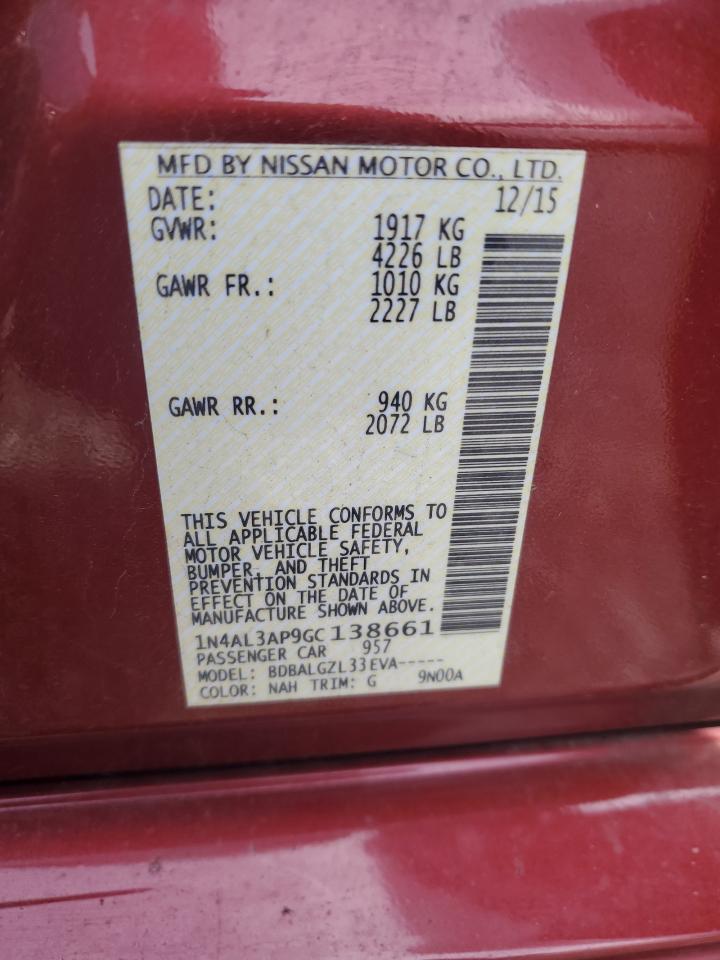 MFD BY NISSAN MOTOR CO., LTD.
DATE: 12/15
GVWR: 1917 KG
4226 LB
GAWR FR.: 1010 KG
2227 LB
GAWR RR.: 940 KG
2072 LB
THIS VEHICLE CONFORMS TO
ALL APPLICABLE FEDERAL
MOTOR VEHICLE SAFETY,
BUMPER, AND THEFT
PREVENTION STANDARDS IN
EFFECT ON THE DATE OF
MANUFACTURE SHOWN ABOVE.
1N4AL3AP9GC138661
PASSENGER CAR 957
MODEL: BDBALGZL33EVA-----
COLOR: NAH TRIM: G 9N00A